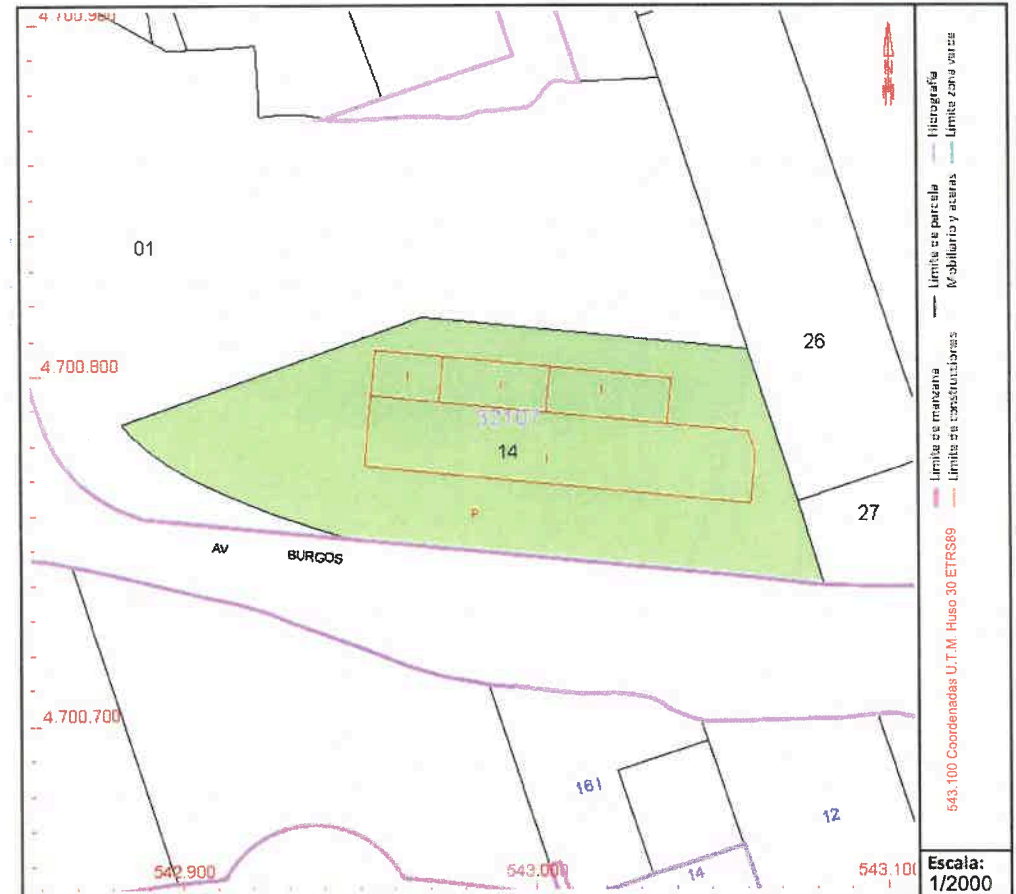 4.700.900
01
26
4.700.800
I
I
I
32107
14
I
P
27
AV BURGOS
4.700.700
161
12
14
542.900
543.000
543.100
Límite zona verde
Hidrografía
Mobiliario y aceras
Límite de parcela
Límite de construcciones
Límite de manzana
543.100 Coordenadas U.T.M. Huso 30 ETRS89
Escala:
1/2000